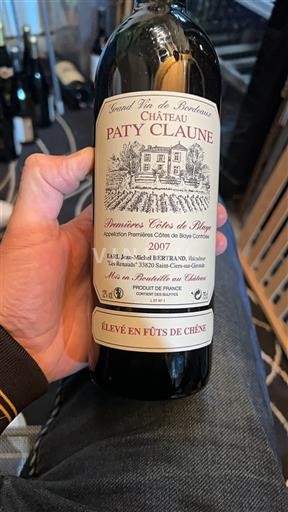 Grand Vin de Bordeaux
CHÂTEAU
PATY CLAUNE
Premières Côtes de Blaye
Appellation Premières Côtes de Blaye Contrôlée
2007
EARL Jean-Michel BERTRAND, Viticulteur
"Les Renauds" 33820 Saint-Ciers-sur-Gironde
Mis en Bouteille au Château
PRODUIT DE FRANCE
CONTIENT DES SULFITES
75 cl
ÉLEVÉ EN FÛTS DE CHÊNE